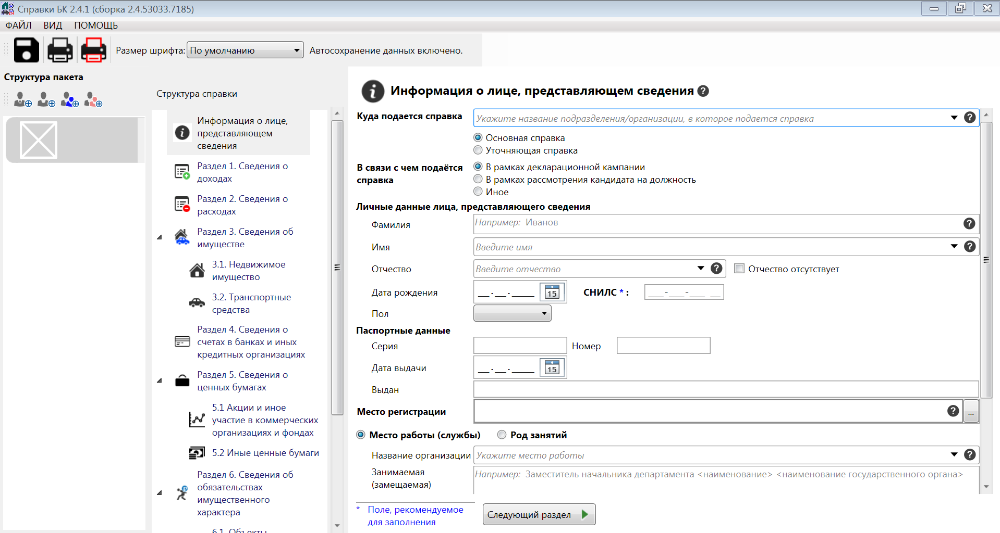 Справки БК 2.4.1 (сборка 2.4.53033.7185)
ФАЙЛ ВИД ПОМОЩЬ
Размер шрифта: По умолчанию Автосохранение данных включено.
Структура пакета
Структура справки
Информация о лице,
представляющем
сведения
Раздел 1. Сведения о
доходах
Раздел 2. Сведения о
расходах
Раздел 3. Сведения об
имуществе
3.1. Недвижимое
имущество
3.2. Транспортные
средства
Раздел 4. Сведения о
счетах в банках и иных
кредитных организациях
Раздел 5. Сведения о
ценных бумагах
5.1 Акции и иное
участие в коммерческих
организациях и фондах
5.2 Иные ценные бумаги
Раздел 6. Сведения об
обязательствах
имущественного
характера
6.1. Объекты
Информация о лице, представляющем сведения ?
Куда подается справка Укажите название подразделения/организации, в которое подается справка ?
Основная справка
Уточняющая справка
В связи с чем подаётся
справка
В рамках декларационной кампании
В рамках рассмотрения кандидата на должность
Иное
Личные данные лица, представляющего сведения
Фамилия Например: Иванов ?
Имя Введите имя ?
Отчество Введите отчество ? Отчество отсутствует
Дата рождения __.__.____ 15 СНИЛС * : ___-___-___ __
Пол
Паспортные данные
Серия Номер
Дата выдачи __.__.____ 15
Выдан
Место регистрации ? ...
Место работы (службы) Род занятий
Название организации Укажите место работы ?
Занимаемая
(замещаемая)
Например: Заместитель начальника департамента <наименование> <наименование государственного органа>
* Поле, рекомендуемое
для заполнения
Следующий раздел